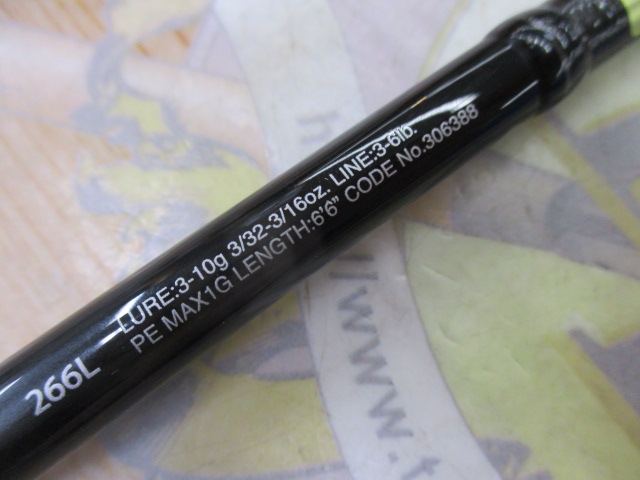 266L
LURE:3-10g 3/32-3/16oz. LINE:3-6lb.
PE MAX1G LENGTH:6'6" CODE No.306388
www.